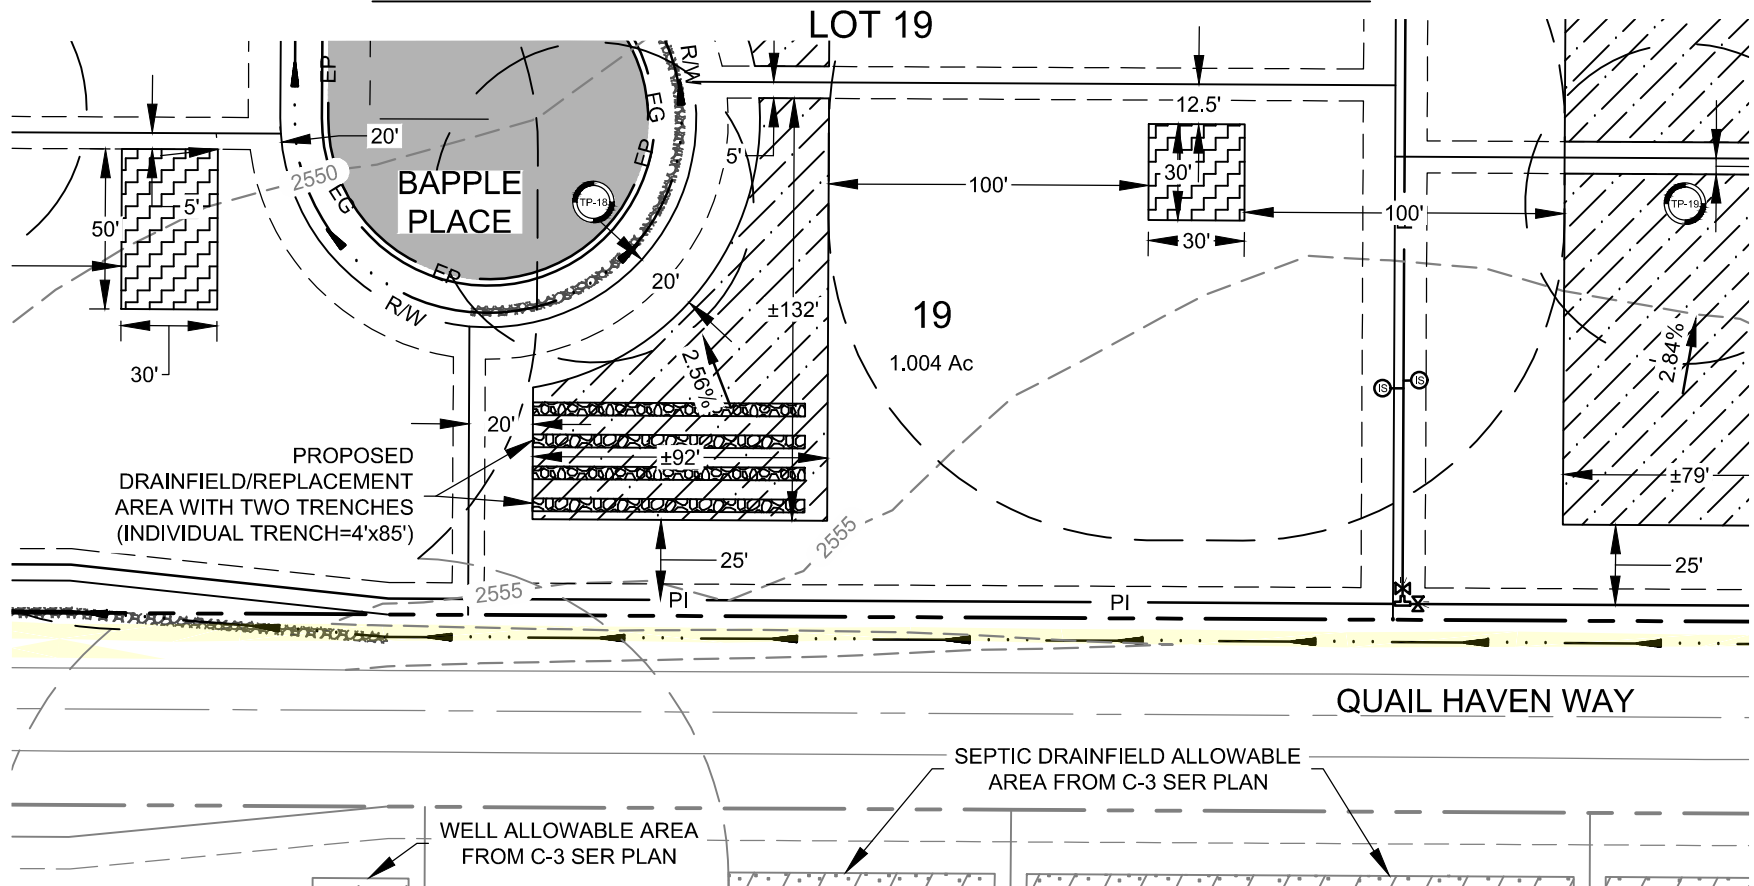 LOT 19
EP
R/W
EG
EP
20'
5'
12.5'
2550
BAPPLE
PLACE
TP-18
EG
50'
5'
30'
100'
100'
TP-19
30'
EP
R/W
20'
±132'
19
1.004 Ac
30'
2.56%
2.84%
IS
IS
20'
PROPOSED
DRAINFIELD/REPLACEMENT
AREA WITH TWO TRENCHES
(INDIVIDUAL TRENCH=4'x85')
±92'
±79'
2555
25'
25'
2555
PI
PI
QUAIL HAVEN WAY
SEPTIC DRAINFIELD ALLOWABLE
AREA FROM C-3 SER PLAN
WELL ALLOWABLE AREA
FROM C-3 SER PLAN